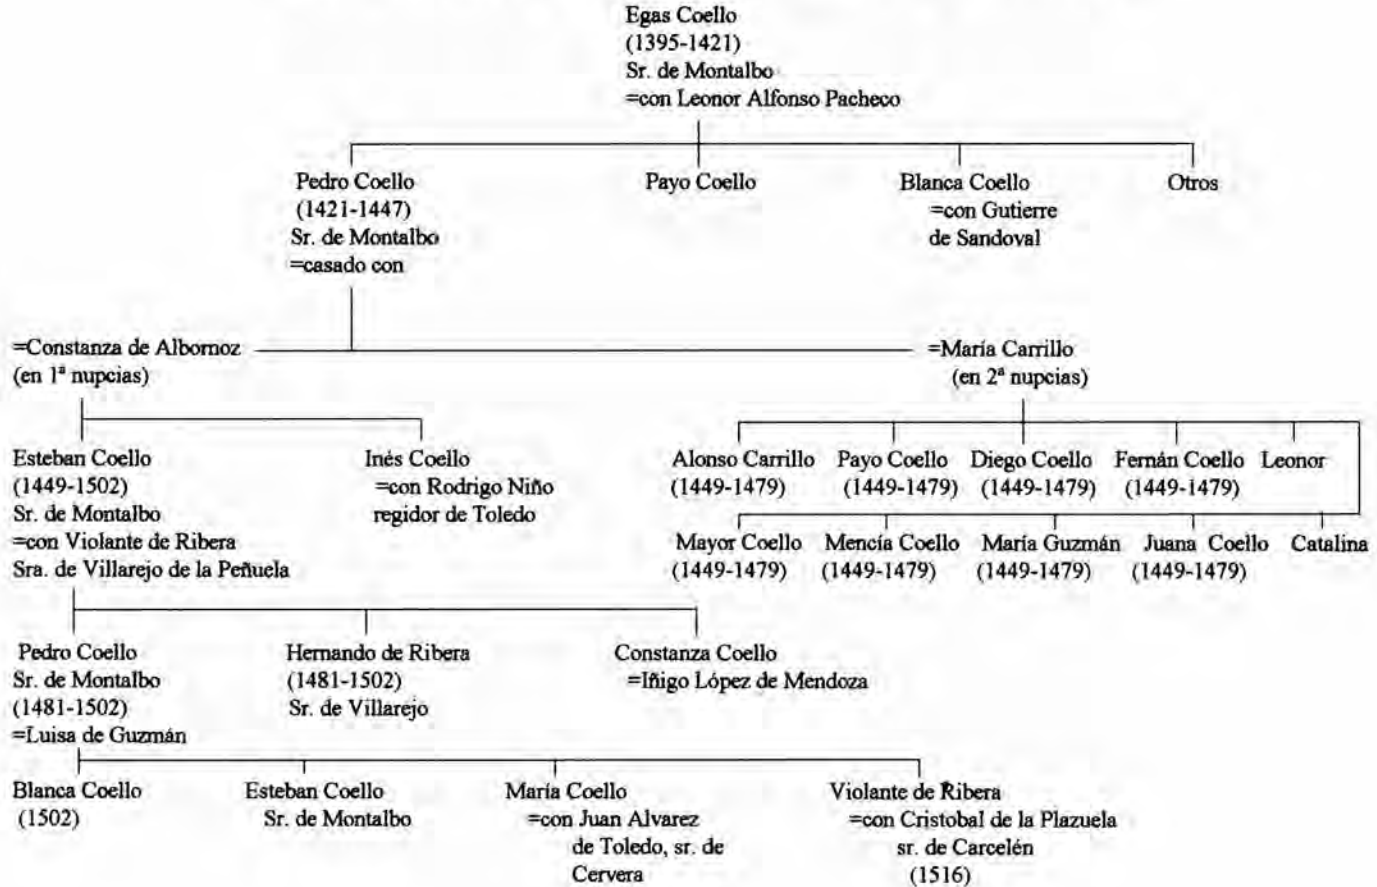 Egas Coello
(1395-1421)
Sr. de Montalbo
=con Leonor Alfonso Pacheco
Pedro Coello
(1421-1447)
Sr. de Montalbo
=casado con
Payo Coello
Blanca Coello
=con Gutierre
de Sandoval
Otros
=Constanza de Albornoz
(en 1ª nupcias)
=María Carrillo
(en 2ª nupcias)
Esteban Coello
(1449-1502)
Sr. de Montalbo
=con Violante de Ribera
Sra. de Villarejo de la Peñuela
Inés Coello
=con Rodrigo Niño
regidor de Toledo
Alonso Carrillo
(1449-1479)
Payo Coello
(1449-1479)
Diego Coello
(1449-1479)
Fernán Coello
(1449-1479)
Leonor
Mayor Coello
(1449-1479)
Mencía Coello
(1449-1479)
María Guzmán
(1449-1479)
Juana Coello
(1449-1479)
Catalina
Pedro Coello
Sr. de Montalbo
(1481-1502)
=Luisa de Guzmán
Hernando de Ribera
(1481-1502)
Sr. de Villarejo
Constanza Coello
=Iñigo López de Mendoza
Blanca Coello
(1502)
Esteban Coello
Sr. de Montalbo
María Coello
=con Juan Alvarez
de Toledo, sr. de
Cervera
Violante de Ribera
=con Cristobal de la Plazuela
sr. de Carcelén
(1516)